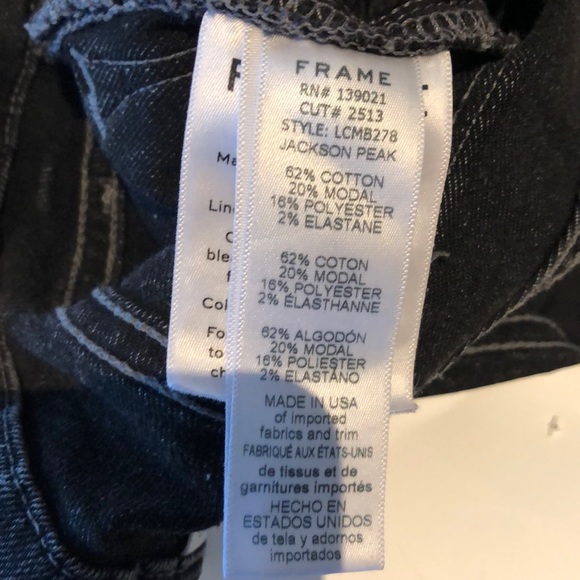 FRAME
RN# 139021
CUT# 2513
STYLE: LCMB278
JACKSON PEAK
62% COTTON
20% MODAL
16% POLYESTER
2% ELASTANE
62% COTON
20% MODAL
16% POLYESTER
2% ÉLASTHANNE
62% ALGODÓN
20% MODAL
16% POLIESTER
2% ELASTANO
MADE IN USA
of imported
fabrics and trim
FABRIQUÉ AUX ÉTATS-UNIS
de tissus et de
garnitures importés
HECHO EN
ESTADOS UNIDOS
de tela y adornos
importados